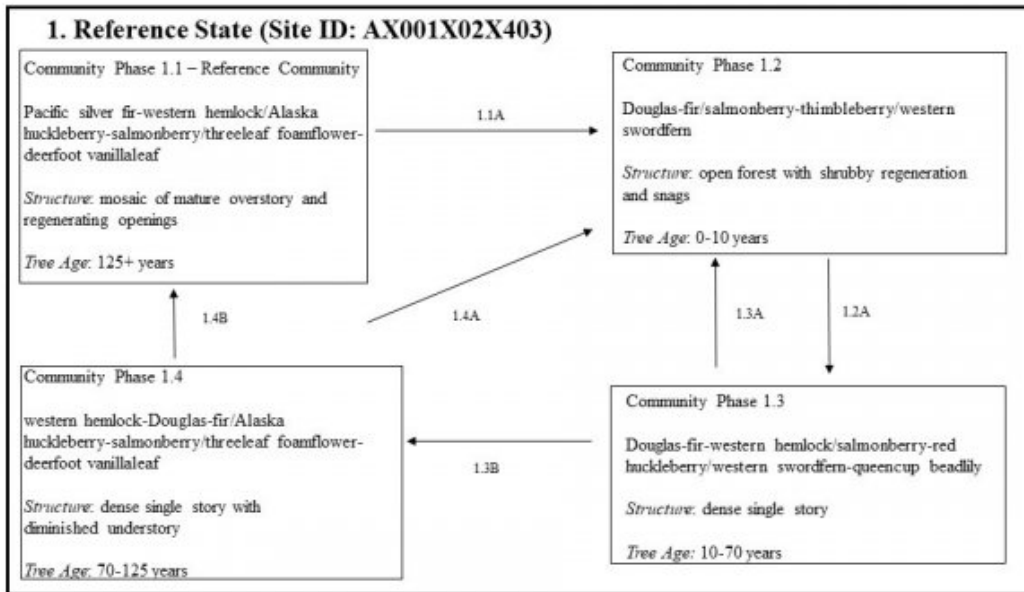 1. Reference State (Site ID: AX001X02X403)
Community Phase 1.1 – Reference Community
Pacific silver fir-western hemlock/Alaska
huckleberry-salmonberry/threeleaf foamflower-
deerfoot vanillaleaf
Structure: mosaic of mature overstory and
regenerating openings
Tree Age: 125+ years
1.1A
Community Phase 1.2
Douglas-fir/salmonberry-thimbleberry/western
swordfern
Structure: open forest with shrubby regeneration
and snags
Tree Age: 0-10 years
1.4B
1.4A
1.3A
1.2A
Community Phase 1.4
western hemlock-Douglas-fir/Alaska
huckleberry-salmonberry/threeleaf foamflower-
deerfoot vanillaleaf
Structure: dense single story with
diminished understory
Tree Age: 70-125 years
1.3B
Community Phase 1.3
Douglas-fir-western hemlock/salmonberry-red
huckleberry/western swordfern-queencup beadlily
Structure: dense single story
Tree Age: 10-70 years